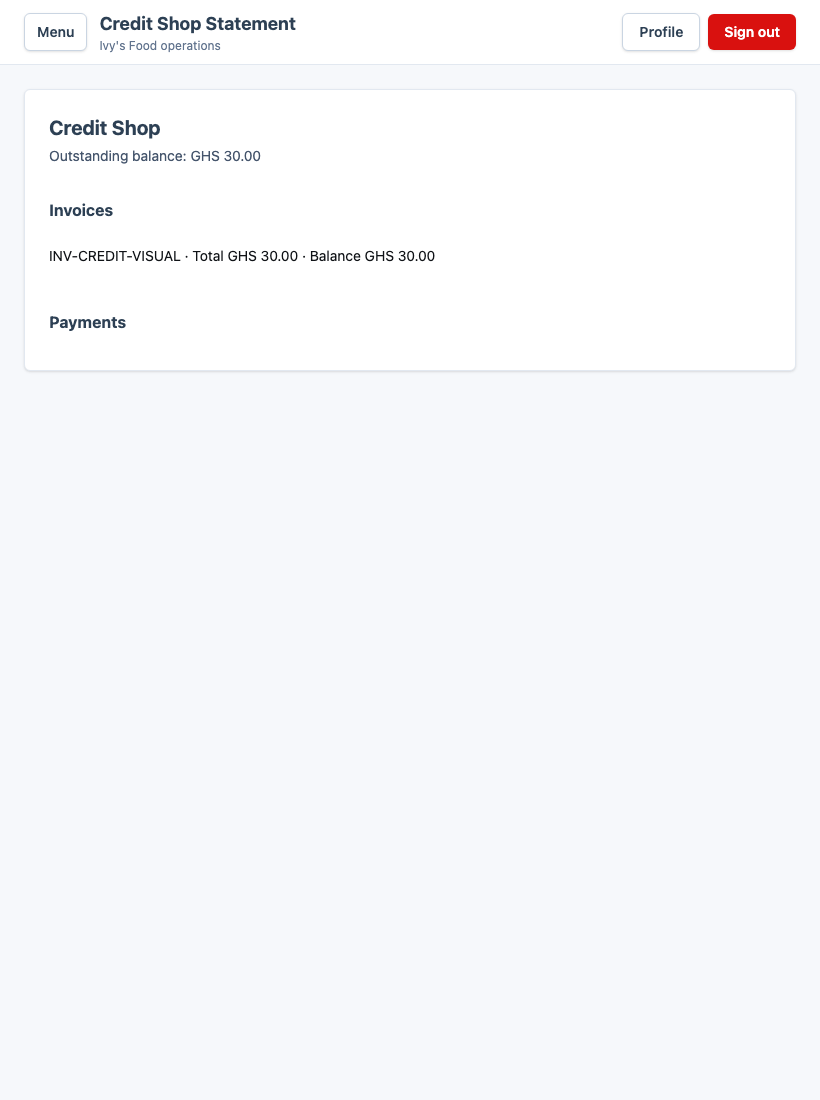 Menu
Credit Shop Statement
Ivy's Food operations
Profile
Sign out
Credit Shop
Outstanding balance: GHS 30.00
Invoices
INV-CREDIT-VISUAL · Total GHS 30.00 · Balance GHS 30.00
Payments